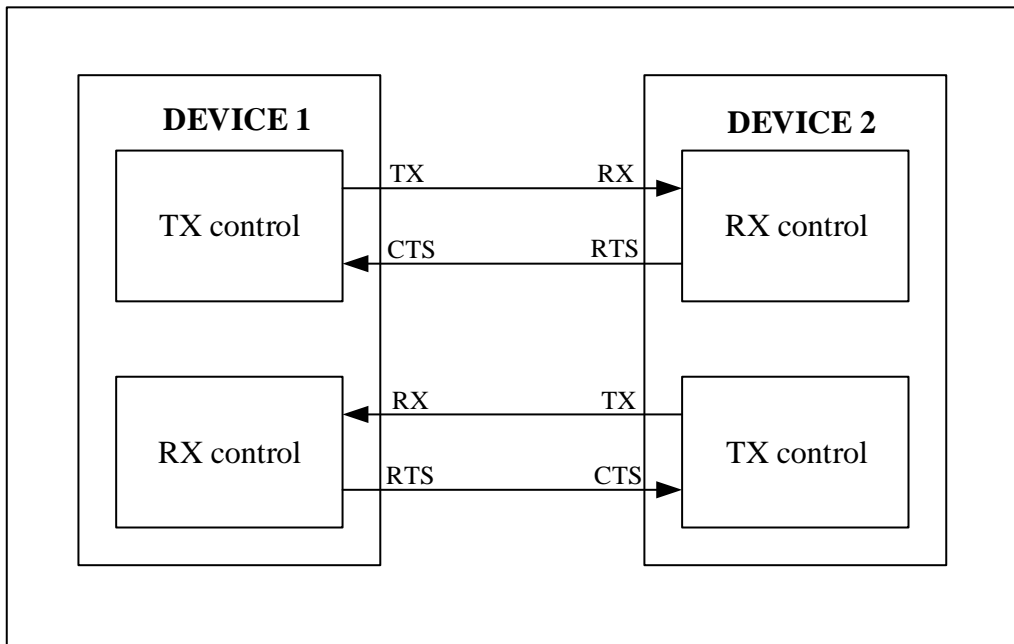 DEVICE 1
DEVICE 2
TX control
TX
RX
RX control
CTS
RTS
RX control
RX
TX
TX control
RTS
CTS